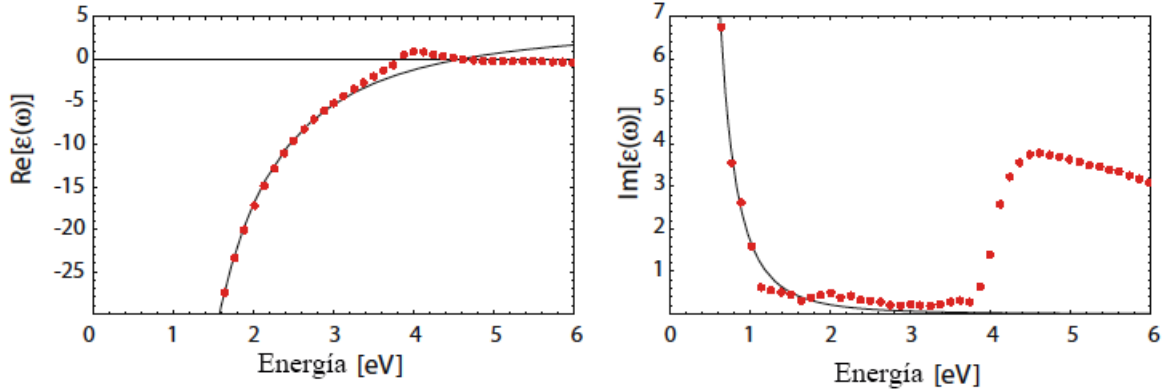 5
0
-5
-10
-15
-20
-25
Re[ε(ω)]
0 1 2 3 4 5 6
Energía [eV]
7
6
5
4
3
2
1
Im[ε(ω)]
0 1 2 3 4 5 6
Energía [eV]